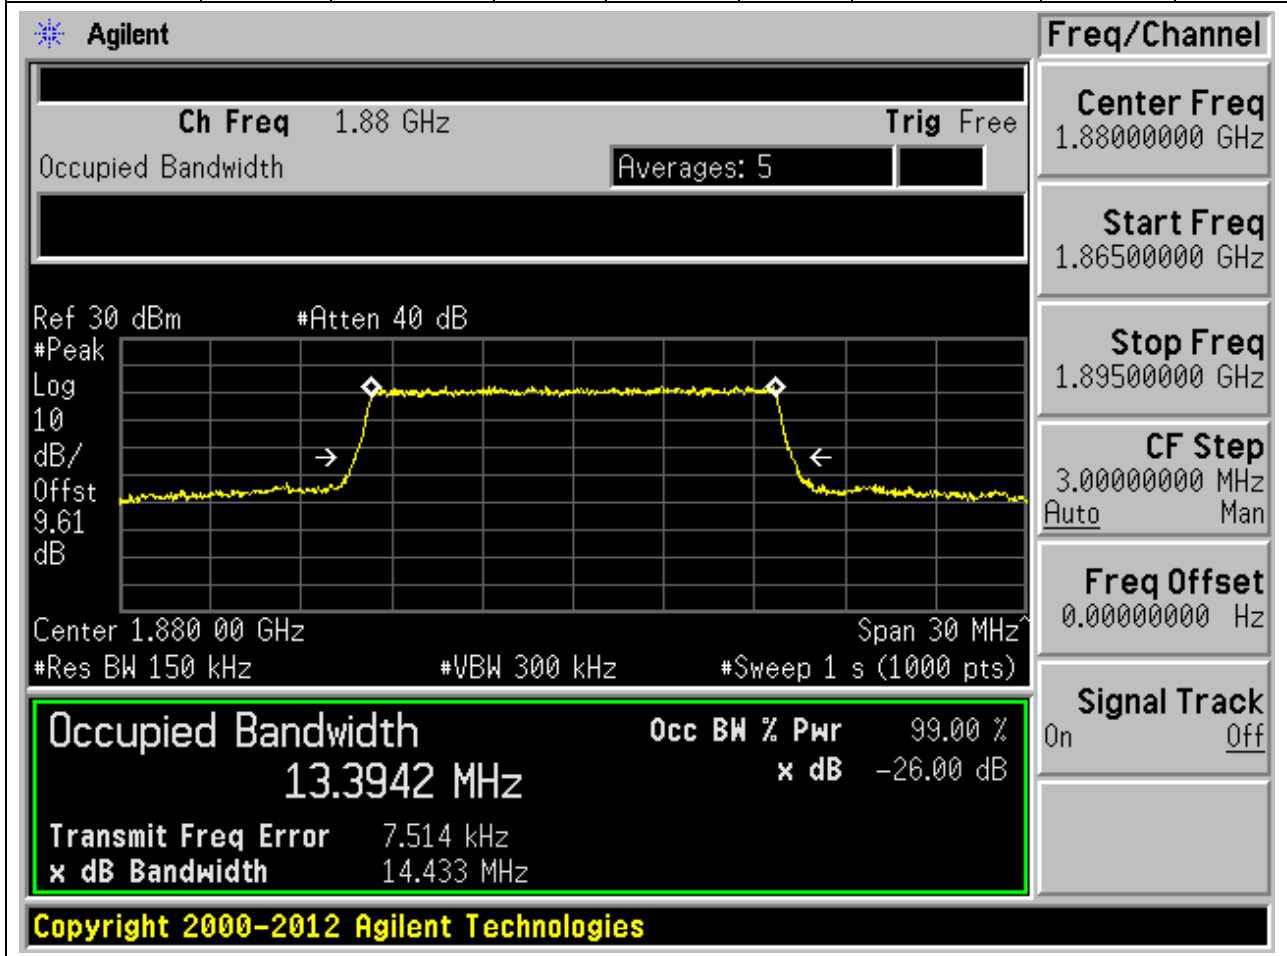 Agilent
Freq/Channel
Ch Freq 1.88 GHz Trig Free
Occupied Bandwidth Averages: 5
Center Freq
1.88000000 GHz
Start Freq
1.86500000 GHz
Stop Freq
1.89500000 GHz
CF Step
3.00000000 MHz
Auto Man
Freq Offset
0.00000000 Hz
Signal Track
On Off
Ref 30 dBm #Atten 40 dB
#Peak
Log
10
dB/
Offst
9.61
dB
Center 1.880 00 GHz Span 30 MHz^
#Res BW 150 kHz #VBW 300 kHz #Sweep 1 s (1000 pts)
Occupied Bandwidth Occ BW % Pwr 99.00 %
13.3942 MHz x dB -26.00 dB
Transmit Freq Error 7.514 kHz
x dB Bandwidth 14.433 MHz
Copyright 2000-2012 Agilent Technologies